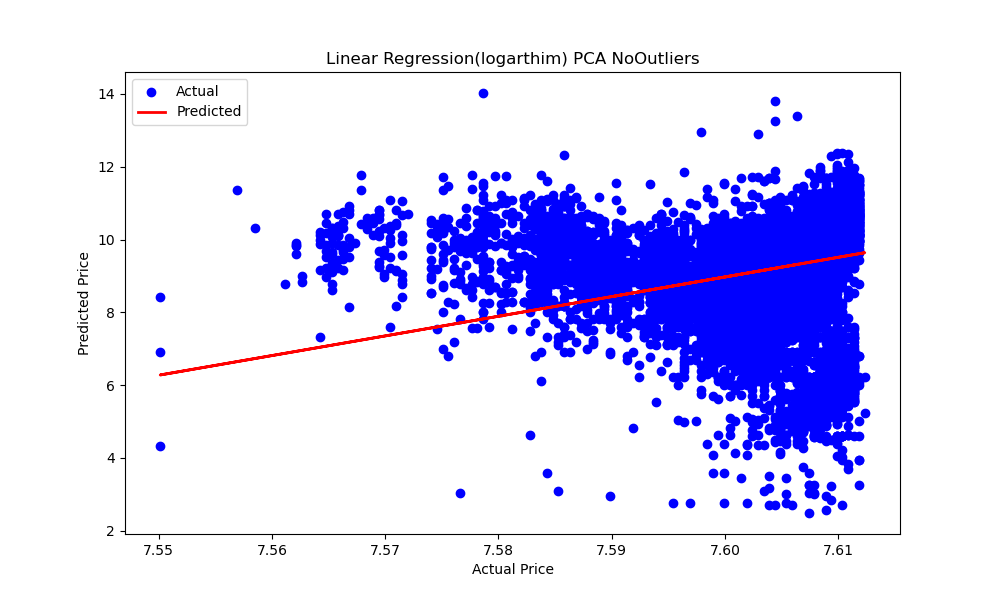 Linear Regression(logarthim) PCA NoOutliers
Actual
Predicted
14
12
10
8
6
4
2
Predicted Price
7.55 7.56 7.57 7.58 7.59 7.60 7.61
Actual Price